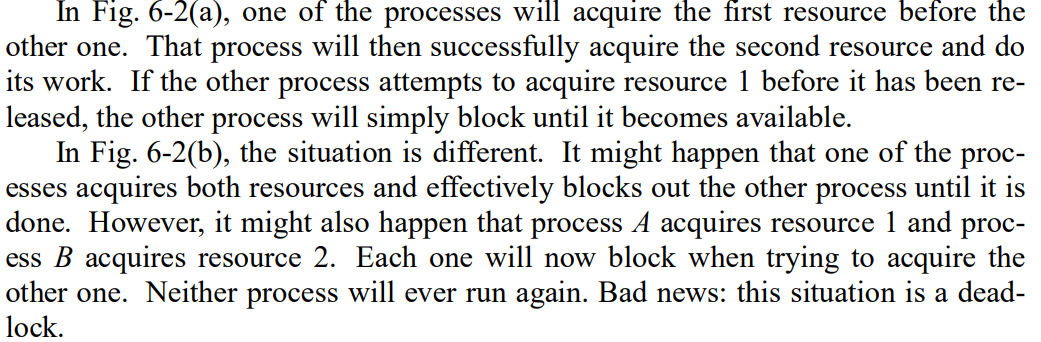 In Fig. 6-2(a), one of the processes will acquire the first resource before the
other one. That process will then successfully acquire the second resource and do
its work. If the other process attempts to acquire resource 1 before it has been re-
leased, the other process will simply block until it becomes available.
In Fig. 6-2(b), the situation is different. It might happen that one of the proc-
esses acquires both resources and effectively blocks out the other process until it is
done. However, it might also happen that process A acquires resource 1 and proc-
ess B acquires resource 2. Each one will now block when trying to acquire the
other one. Neither process will ever run again. Bad news: this situation is a dead-
lock.